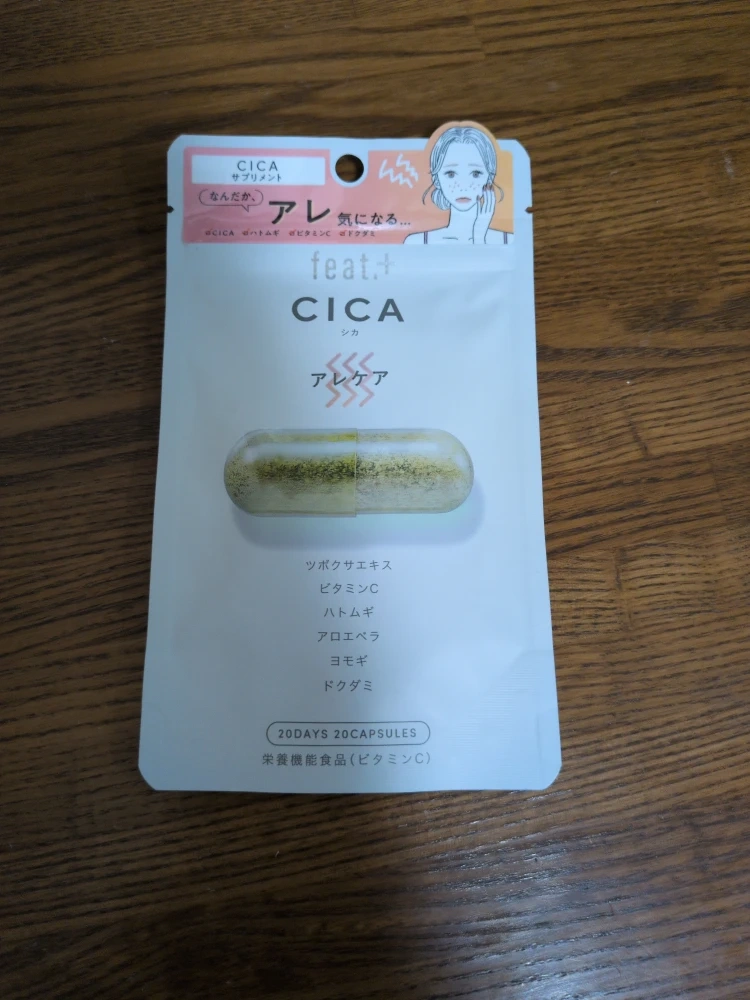 CICA
サプリメント
なんだか、
アレ気になる...
CICA ハトムギ ビタミンC ドクダミ
feat.+
CICA
シカ
アレケア
ツボクサエキス
ビタミンC
ハトムギ
アロエベラ
ヨモギ
ドクダミ
20DAYS 20CAPSULES
栄養機能食品(ビタミンC)